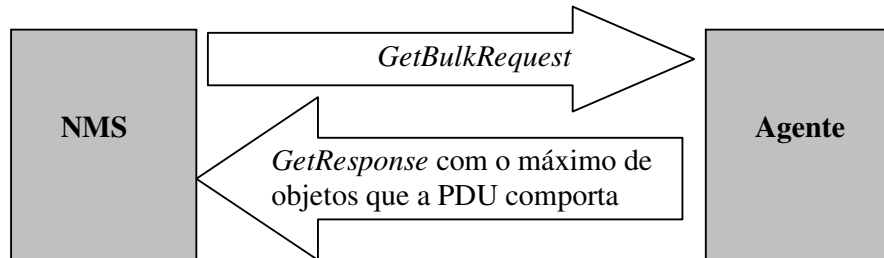 GetBulkRequest
NMS
Agente
GetResponse com o máximo de
objetos que a PDU comporta